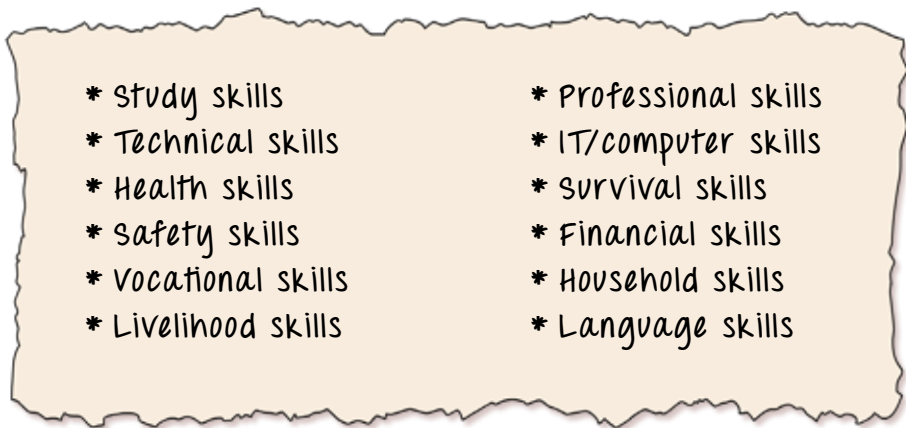 * Study skills
* Technical skills
* Health skills
* Safety skills
* Vocational skills
* Livelihood skills
* Professional skills
* IT/computer skills
* Survival skills
* Financial skills
* Household skills
* Language skills